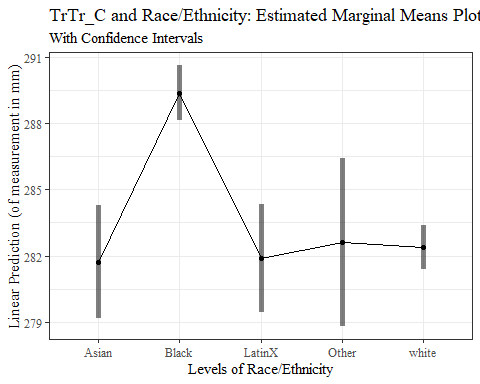 TrTr_C and Race/Ethnicity: Estimated Marginal Means Plot
With Confidence Intervals
Linear Prediction (of measurement in mm)
291
288
285
282
279
Asian
Black
LatinX
Other
white
Levels of Race/Ethnicity